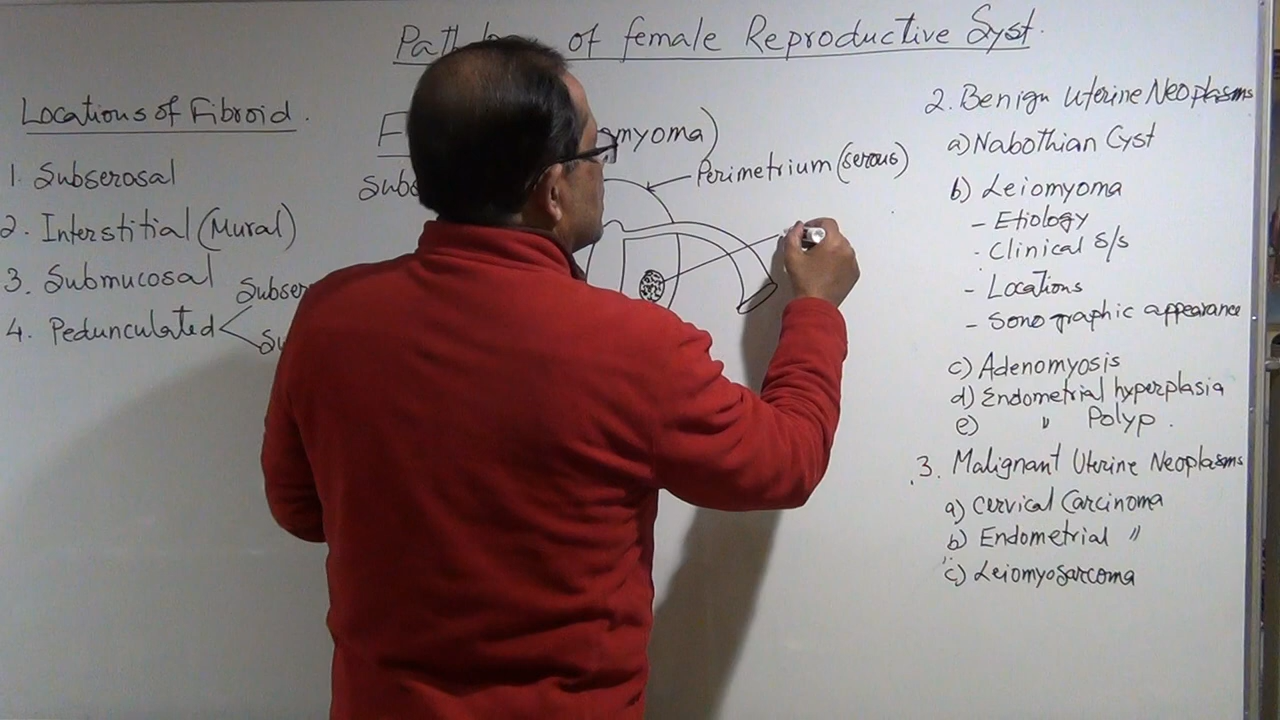 of female Reproductive Syst.
Locations of Fibroid.
1. Subserosal
2. Interstitial (Mural)
3. Submucosal
4. Pedunculated
myoma)
Perimetrium (serous)
2. Benign Uterine Neoplasms
a) Nabothian Cyst
b) Leiomyoma
- Etiology
- Clinical S/s
- Locations
- Sonographic appearance
c) Adenomyosis
d) Endometrial hyperplasia
e) " Polyp.
3. Malignant Uterine Neoplasms
a) Cervical Carcinoma
b) Endometrial "
c) Leiomyosarcoma